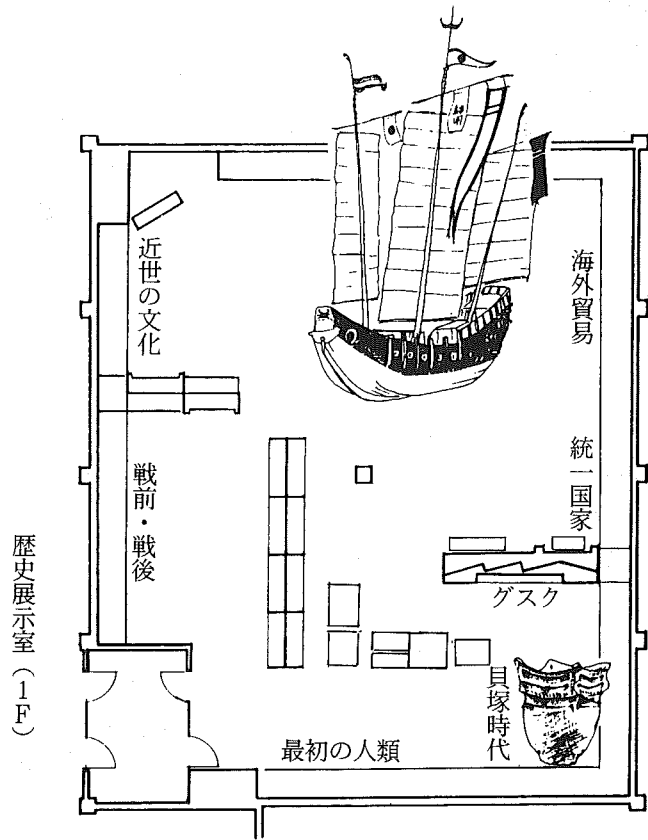 海外貿易
近世の文化
統一国家
戦前・戦後
グスク
貝塚時代
最初の人類
歴史展示室(1F)